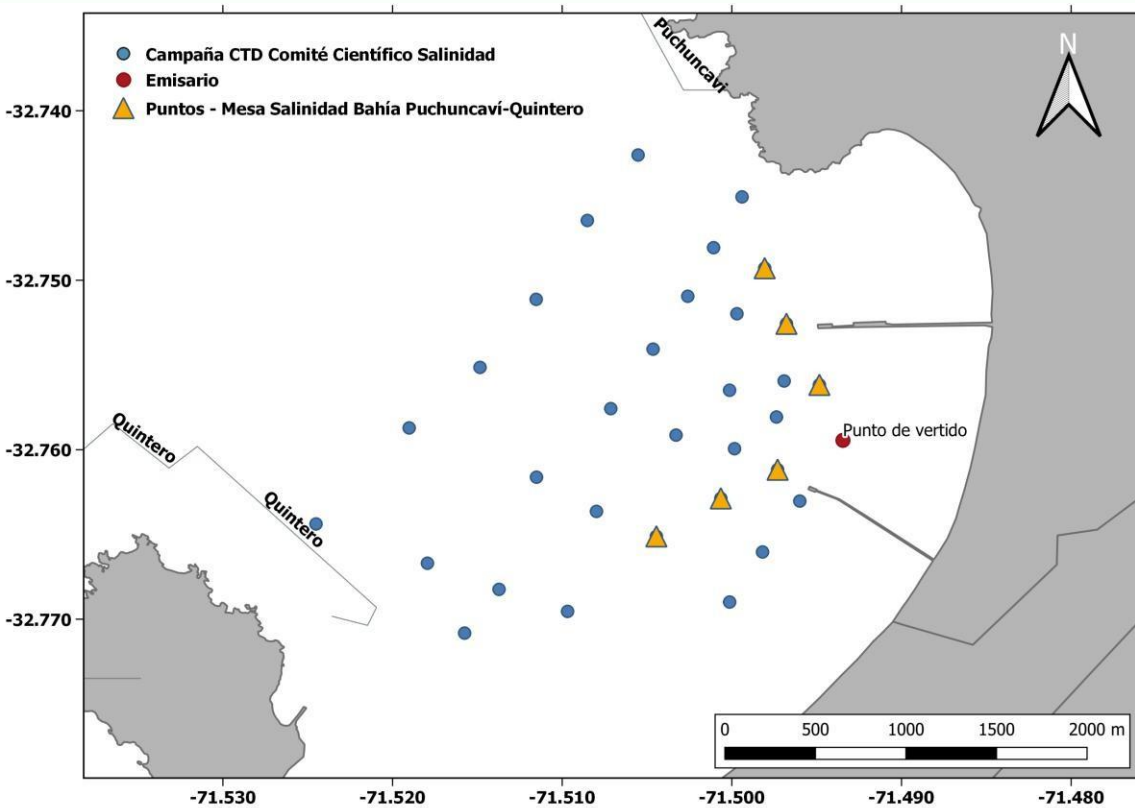 Campaña CTD Comité Científico Salinidad
Emisario
Puntos - Mesa Salinidad Bahía Puchuncaví-Quintero
Puchuncaví
N
-32.740
-32.750
-32.760
-32.770
Quintero
Quintero
Punto de vertido
0 500 1000 1500 2000 m
-71.530 -71.520 -71.510 -71.500 -71.490 -71.480